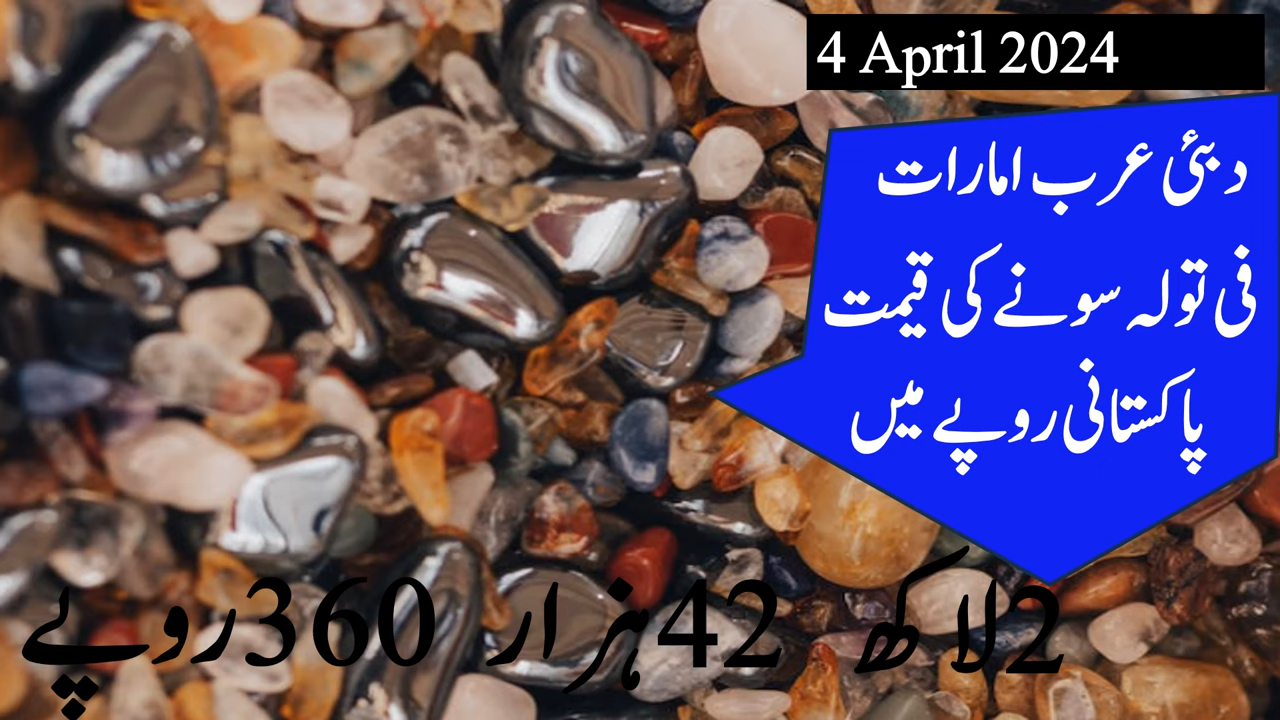 4 April 2024
دبئی عرب امارات
فی تولہ سونے کی قیمت
پاکستانی روپے میں
2لاکھ 42ہزار 360روپے